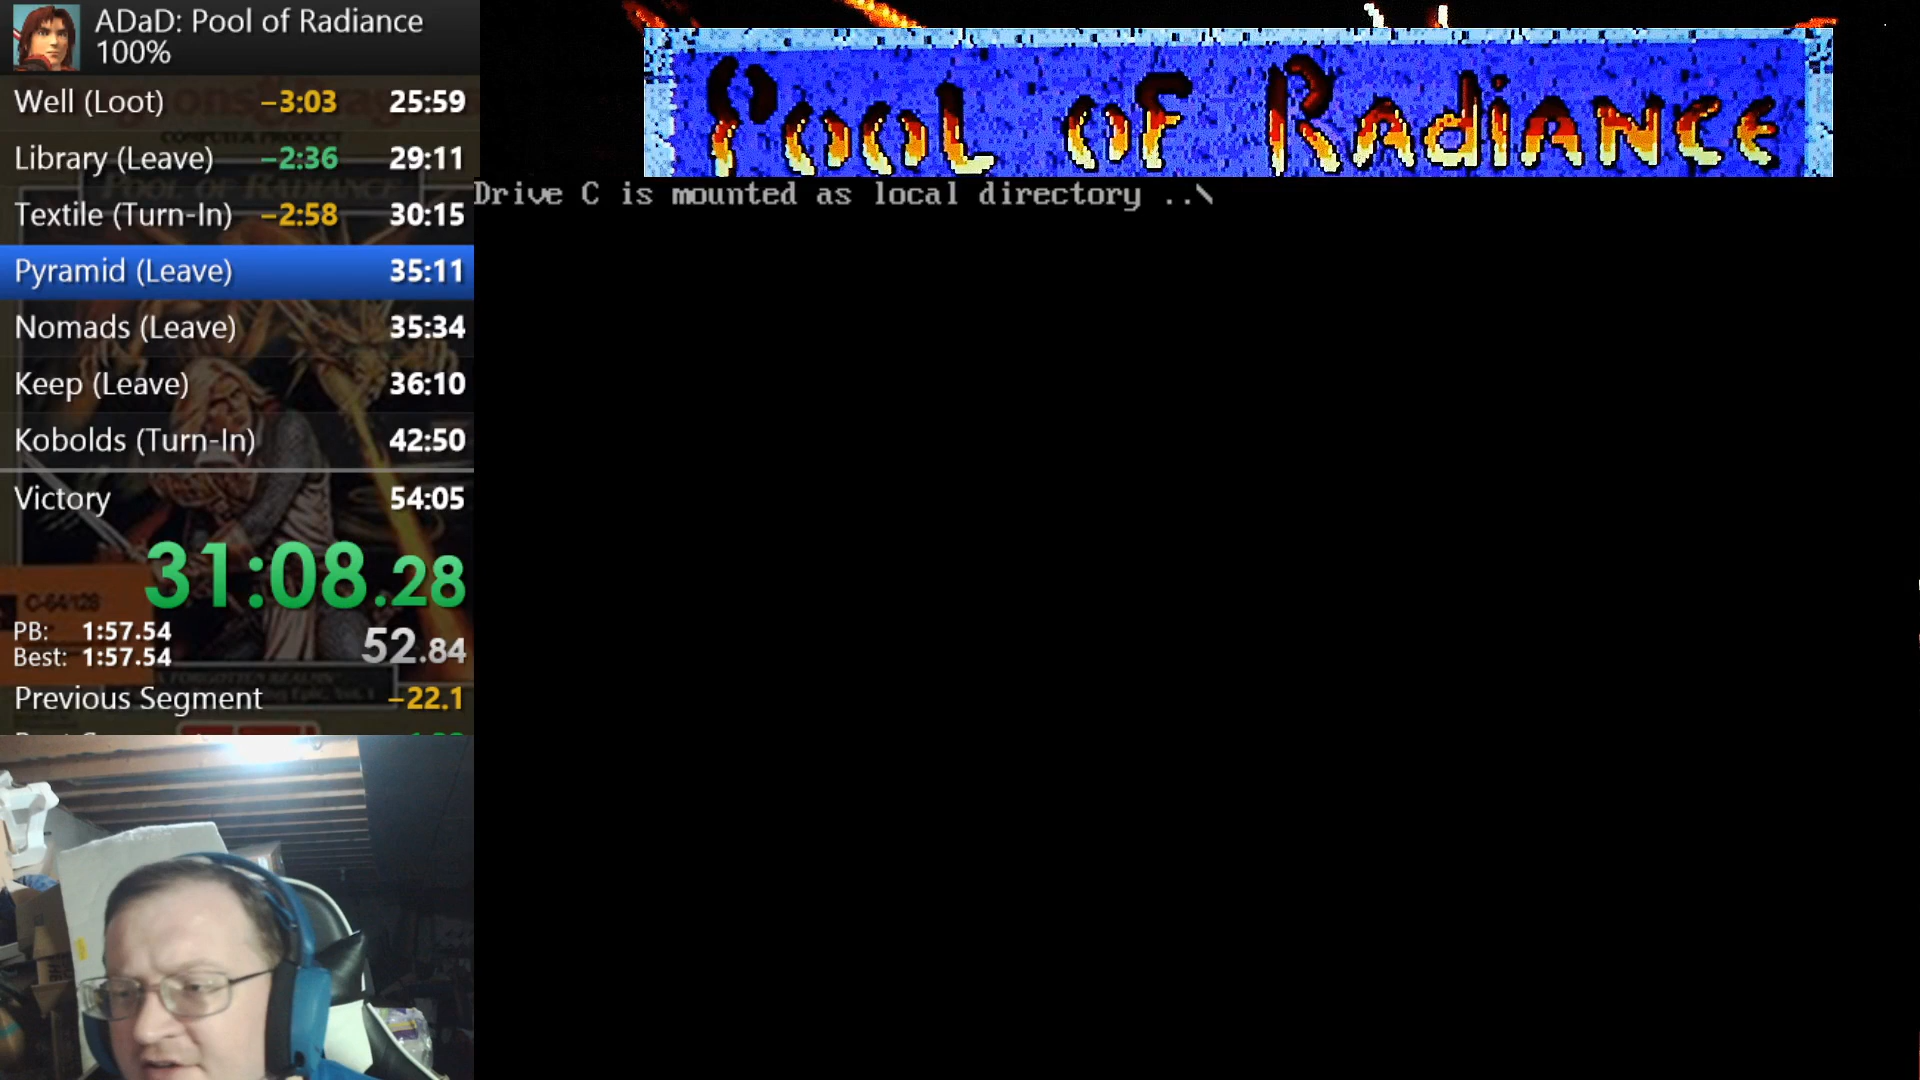 ADaD: Pool of Radiance
100%
Well (Loot) −3:03 25:59
Library (Leave) −2:36 29:11
Textile (Turn-In) −2:58 30:15
Pyramid (Leave) 35:11
Nomads (Leave) 35:34
Keep (Leave) 36:10
Kobolds (Turn-In) 42:50
Victory 54:05
31:08.28
C-64/128
PB: 1:57.54
Best: 1:57.54
52.84
Previous Segment −22.1
Pool of Radiance
Drive C is mounted as local directory ..\